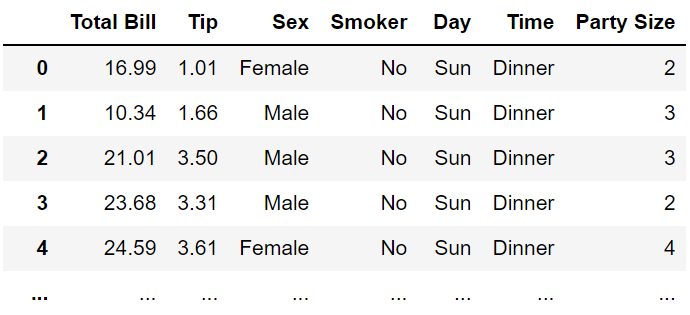 Total Bill Tip Sex Smoker Day Time Party Size
0 16.99 1.01 Female No Sun Dinner 2
1 10.34 1.66 Male No Sun Dinner 3
2 21.01 3.50 Male No Sun Dinner 3
3 23.68 3.31 Male No Sun Dinner 2
4 24.59 3.61 Female No Sun Dinner 4
... ... ... ... ... ... ... ...